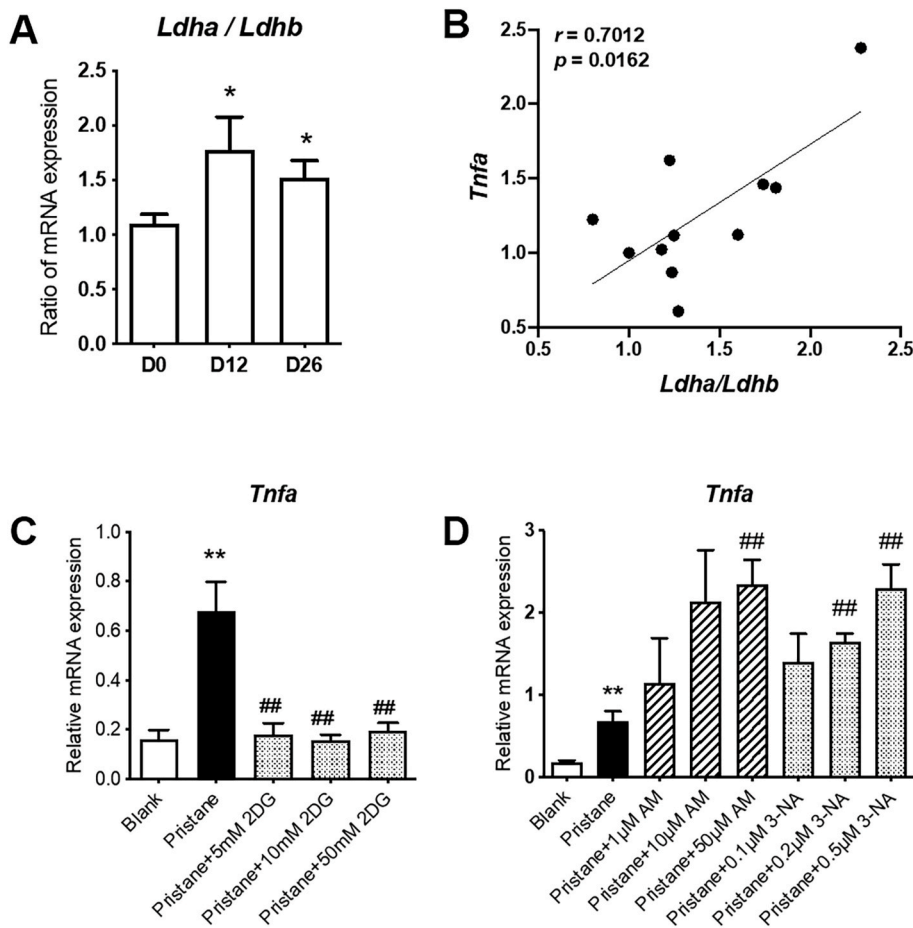 A
Ldha / Ldhb
Ratio of mRNA expression
2.5
2.0
1.5
1.0
0.5
0.0
*
*
D0
D12
D26
B
r = 0.7012
p = 0.0162
Tnfa
2.5
2.0
1.5
1.0
0.5
0.5
1.0
1.5
2.0
2.5
Ldha/Ldhb
C
Tnfa
Relative mRNA expression
1.0
0.8
0.6
0.4
0.2
0.0
**
##
##
##
Blank
Pristane
Pristane+5mM 2DG
Pristane+10mM 2DG
Pristane+50mM 2DG
D
Tnfa
Relative mRNA expression
3
2
1
0
**
##
##
##
Blank
Pristane
Pristane+1μM AM
Pristane+10μM AM
Pristane+50μM AM
Pristane+0.1μM 3-NA
Pristane+0.2μM 3-NA
Pristane+0.5μM 3-NA